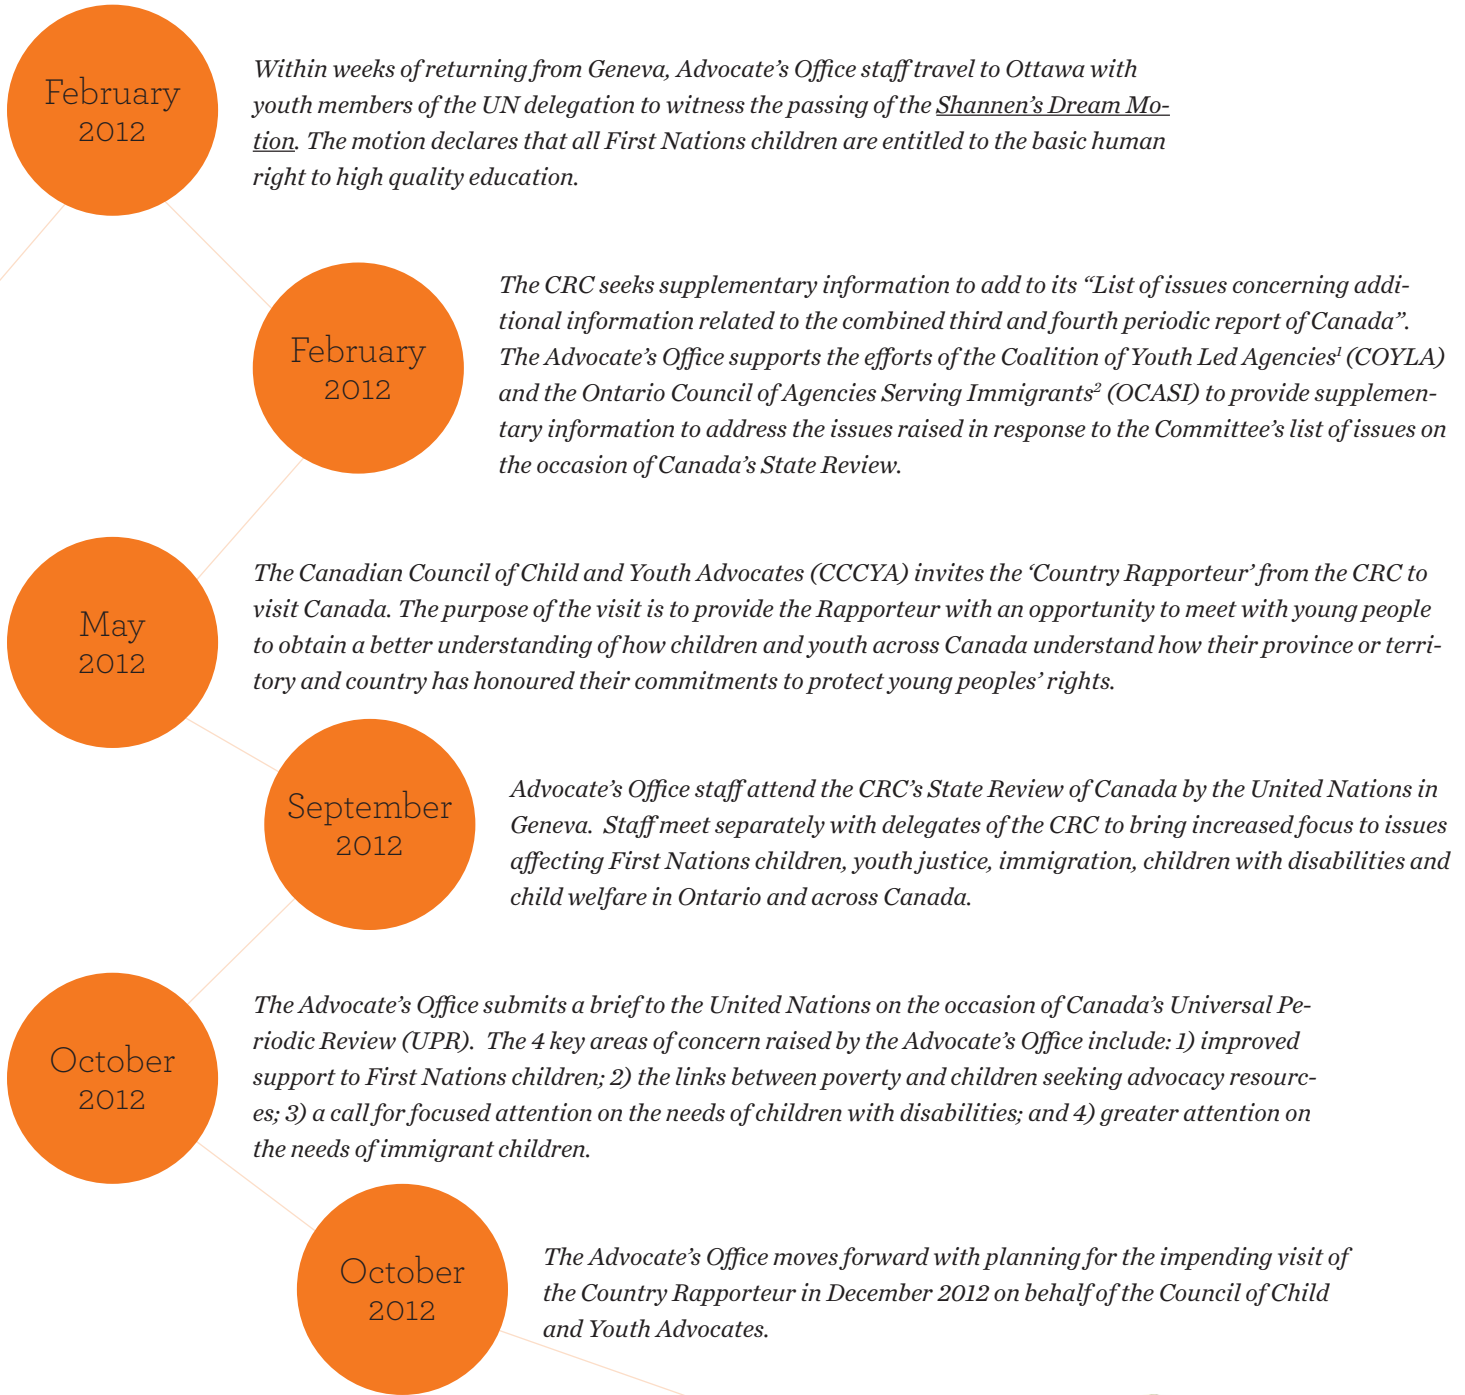 February
2012
Within weeks of returning from Geneva, Advocate’s Office staff travel to Ottawa with
youth members of the UN delegation to witness the passing of the Shannen’s Dream Mo-
tion. The motion declares that all First Nations children are entitled to the basic human
right to high quality education.
February
2012
The CRC seeks supplementary information to add to its “List of issues concerning addi-
tional information related to the combined third and fourth periodic report of Canada”.
The Advocate’s Office supports the efforts of the Coalition of Youth Led Agencies¹ (COYLA)
and the Ontario Council of Agencies Serving Immigrants² (OCASI) to provide supplemen-
tary information to address the issues raised in response to the Committee’s list of issues on
the occasion of Canada’s State Review.
May
2012
The Canadian Council of Child and Youth Advocates (CCCYA) invites the ‘Country Rapporteur’ from the CRC to
visit Canada. The purpose of the visit is to provide the Rapporteur with an opportunity to meet with young people
to obtain a better understanding of how children and youth across Canada understand how their province or terri-
tory and country has honoured their commitments to protect young peoples’ rights.
September
2012
Advocate’s Office staff attend the CRC’s State Review of Canada by the United Nations in
Geneva.  Staff meet separately with delegates of the CRC to bring increased focus to issues
affecting First Nations children, youth justice, immigration, children with disabilities and
child welfare in Ontario and across Canada.
October
2012
The Advocate’s Office submits a brief to the United Nations on the occasion of Canada’s Universal Pe-
riodic Review (UPR).  The 4 key areas of concern raised by the Advocate’s Office include: 1) improved
support to First Nations children; 2) the links between poverty and children seeking advocacy resourc-
es; 3) a call for focused attention on the needs of children with disabilities; and 4) greater attention on
the needs of immigrant children.
October
2012
The Advocate’s Office moves forward with planning for the impending visit of
the Country Rapporteur in December 2012 on behalf of the Council of Child
and Youth Advocates.